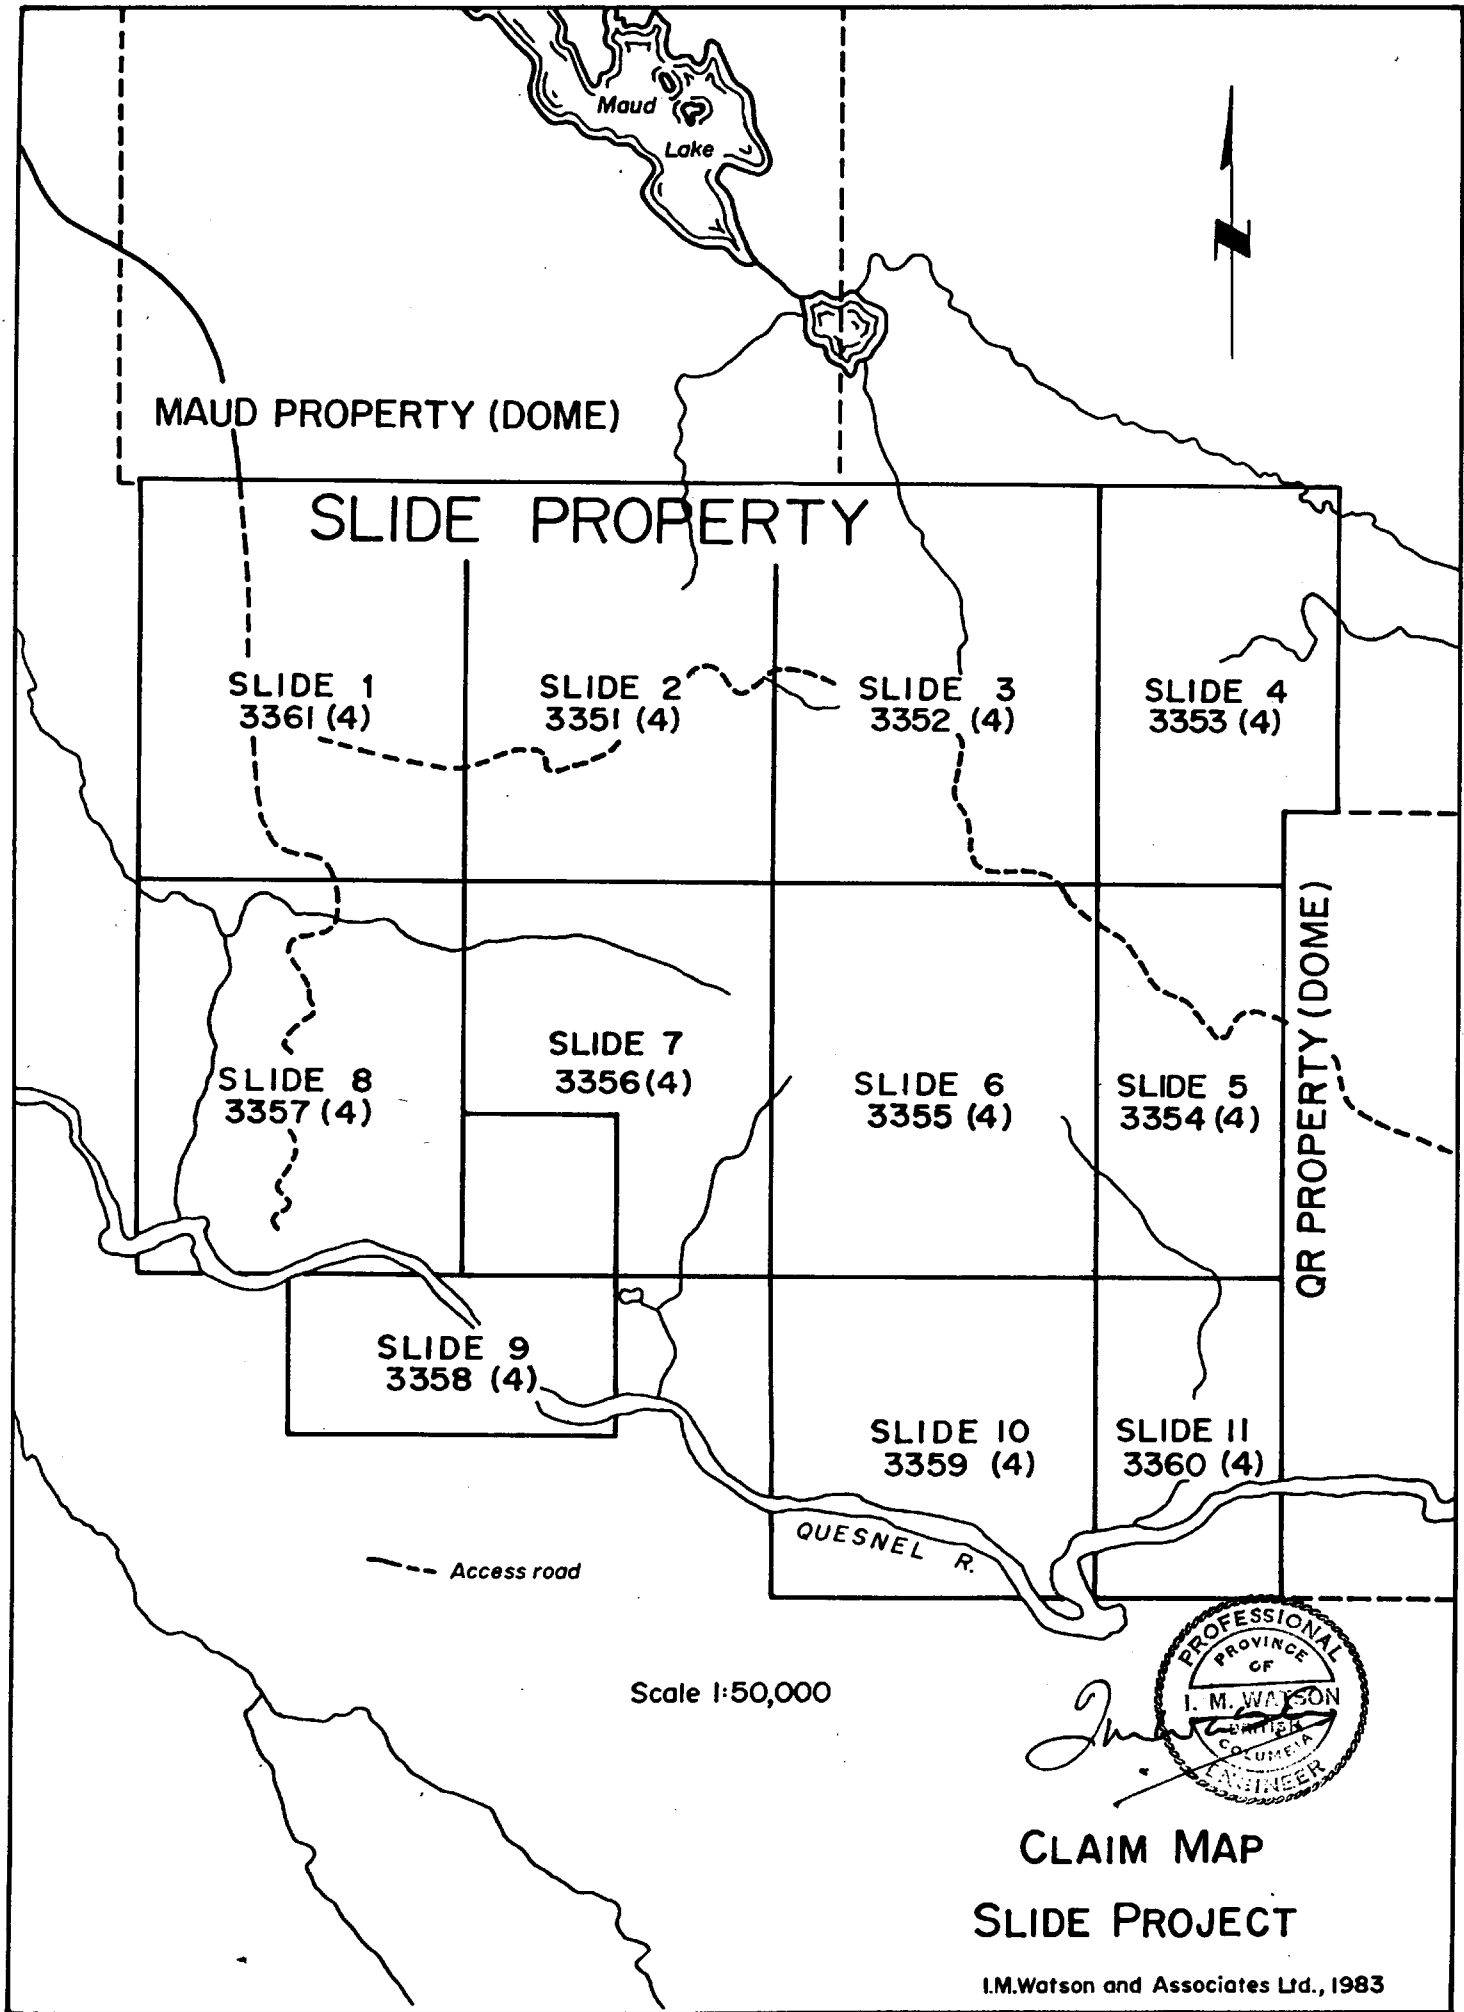 Maud
Lake
N
MAUD PROPERTY (DOME)
SLIDE PROPERTY
SLIDE 1
3361 (4)
SLIDE 2
3351 (4)
SLIDE 3
3352 (4)
SLIDE 4
3353 (4)
QR PROPERTY (DOME)
SLIDE 8
3357 (4)
SLIDE 7
3356 (4)
SLIDE 6
3355 (4)
SLIDE 5
3354 (4)
SLIDE 9
3358 (4)
SLIDE 10
3359 (4)
SLIDE 11
3360 (4)
QUESNEL R.
Access road
Scale 1:50,000
PROFESSIONAL
PROVINCE
OF
I. M. WATSON
BRITISH
COLUMBIA
ENGINEER
CLAIM MAP
SLIDE PROJECT
I.M.Watson and Associates Ltd., 1983